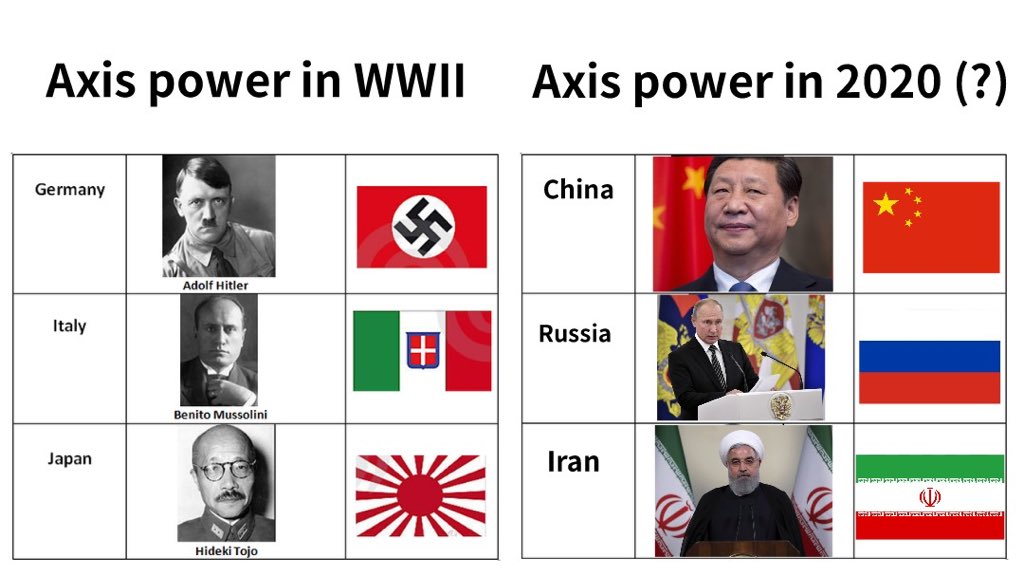 Axis power in WWII
Axis power in 2020 (?)
Germany
Adolf Hitler
Italy
Benito Mussolini
Japan
Hideki Tojo
China
Russia
Iran